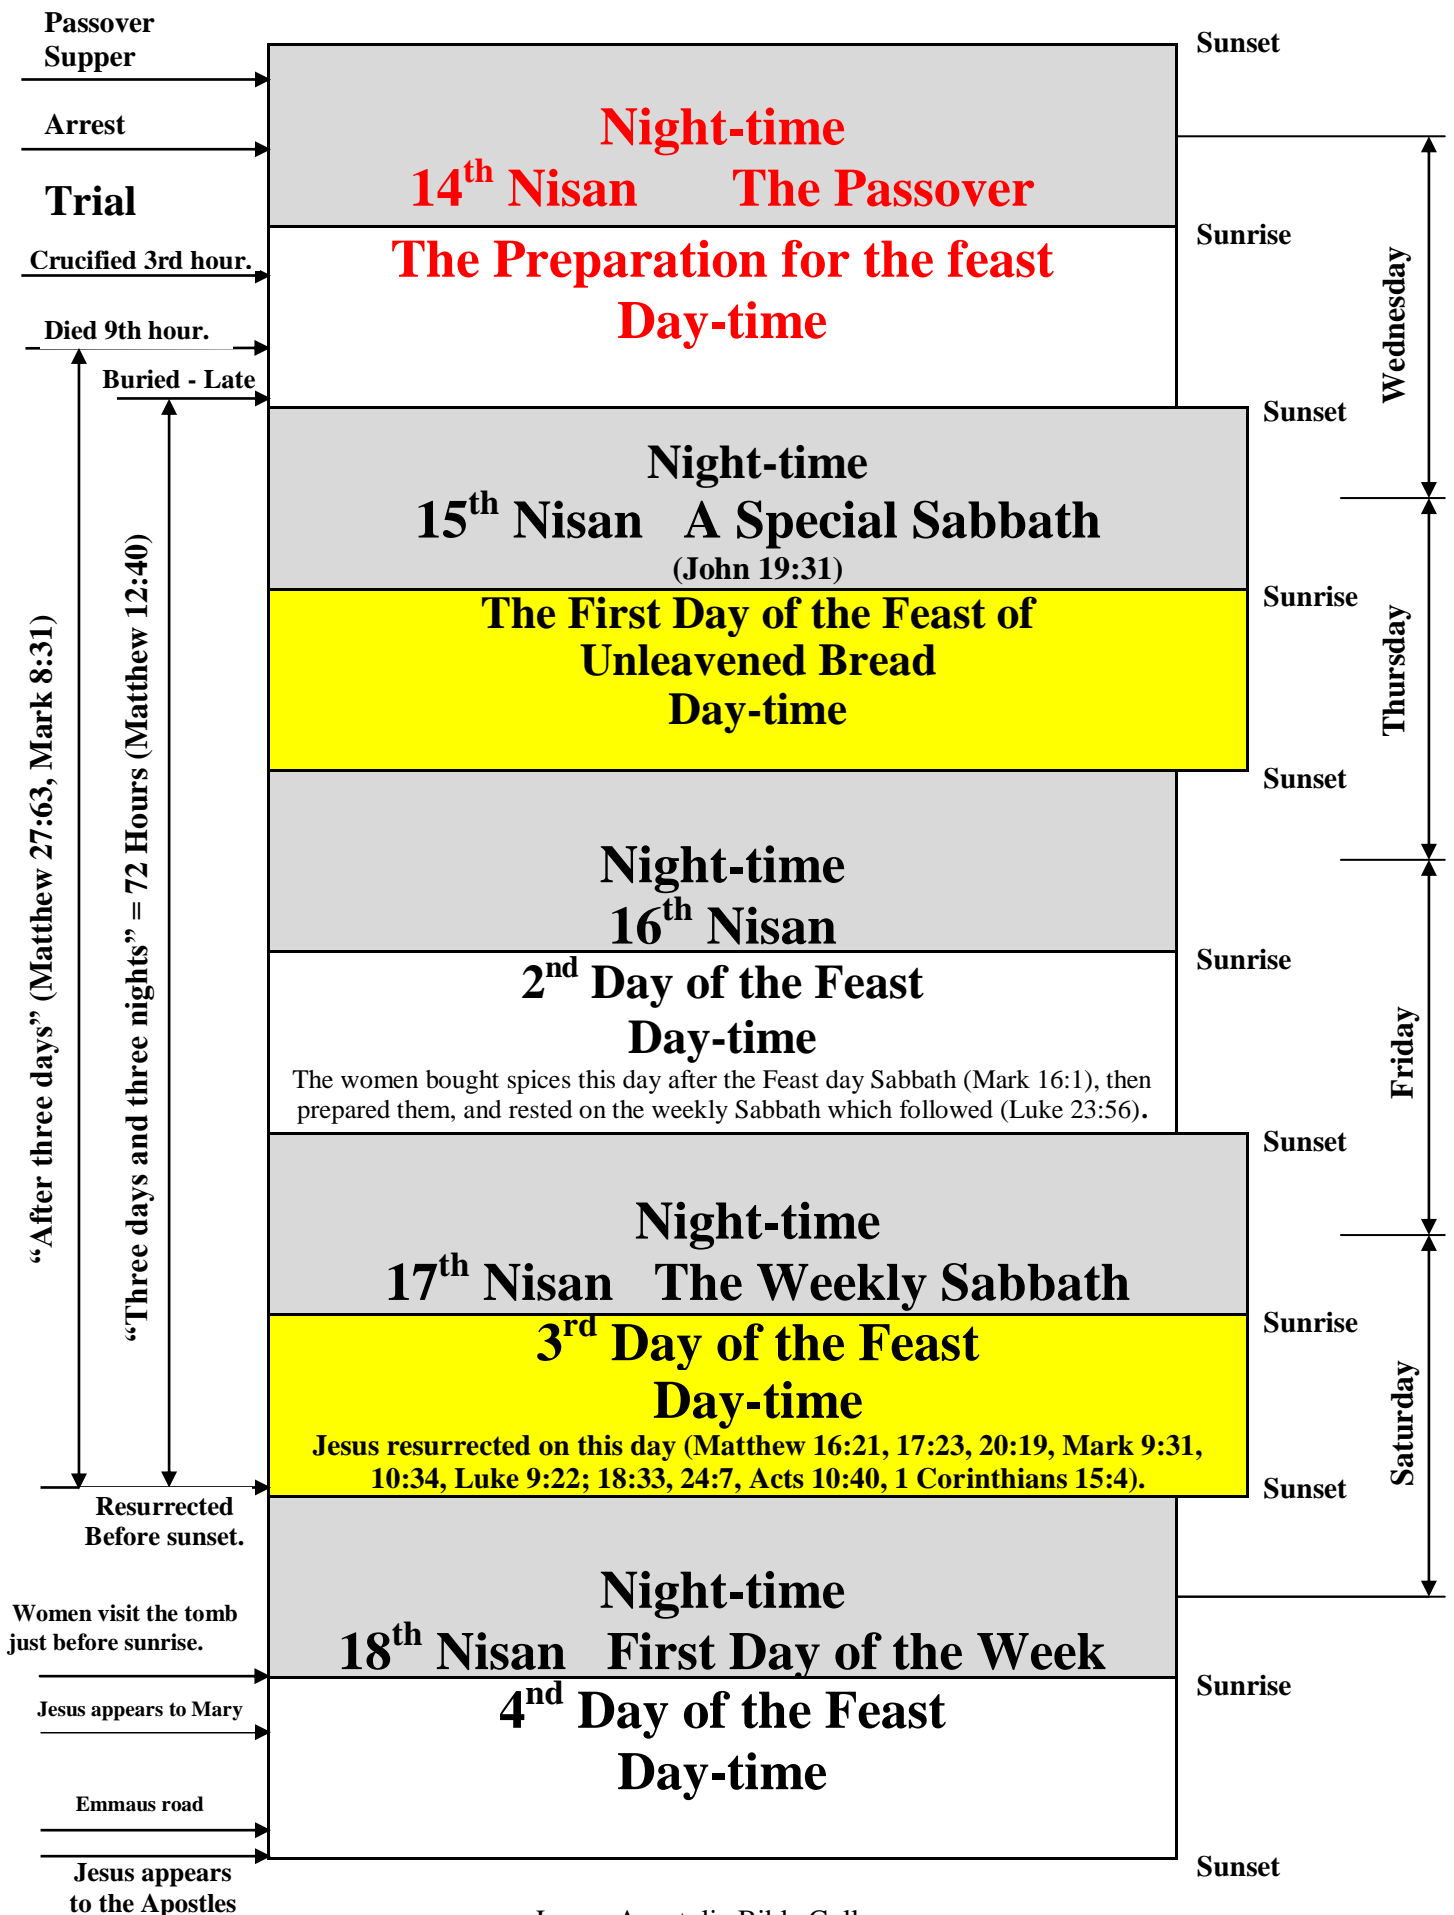 Passover
Supper
Sunset
Arrest
Night-time
14th Nisan The Passover
Trial
Sunrise
Crucified 3rd hour.
The Preparation for the feast
Day-time
Died 9th hour.
Buried - Late
Wednesday
Sunset
Night-time
15th Nisan A Special Sabbath
(John 19:31)
Sunrise
The First Day of the Feast of
Unleavened Bread
Day-time
Thursday
Sunset
“After three days” (Matthew 27:63, Mark 8:31)
“Three days and three nights” = 72 Hours (Matthew 12:40)
Night-time
16th Nisan
Sunrise
2nd Day of the Feast
Day-time
The women bought spices this day after the Feast day Sabbath (Mark 16:1), then
prepared them, and rested on the weekly Sabbath which followed (Luke 23:56).
Friday
Sunset
Night-time
17th Nisan The Weekly Sabbath
Sunrise
3rd Day of the Feast
Day-time
Jesus resurrected on this day (Matthew 16:21, 17:23, 20:19, Mark 9:31,
10:34, Luke 9:22; 18:33, 24:7, Acts 10:40, 1 Corinthians 15:4).
Saturday
Sunset
Resurrected
Before sunset.
Night-time
18th Nisan First Day of the Week
Women visit the tomb
just before sunrise.
Sunrise
4nd Day of the Feast
Day-time
Jesus appears to Mary
Emmaus road
Sunset
Jesus appears
to the Apostles
Apostolic Bible